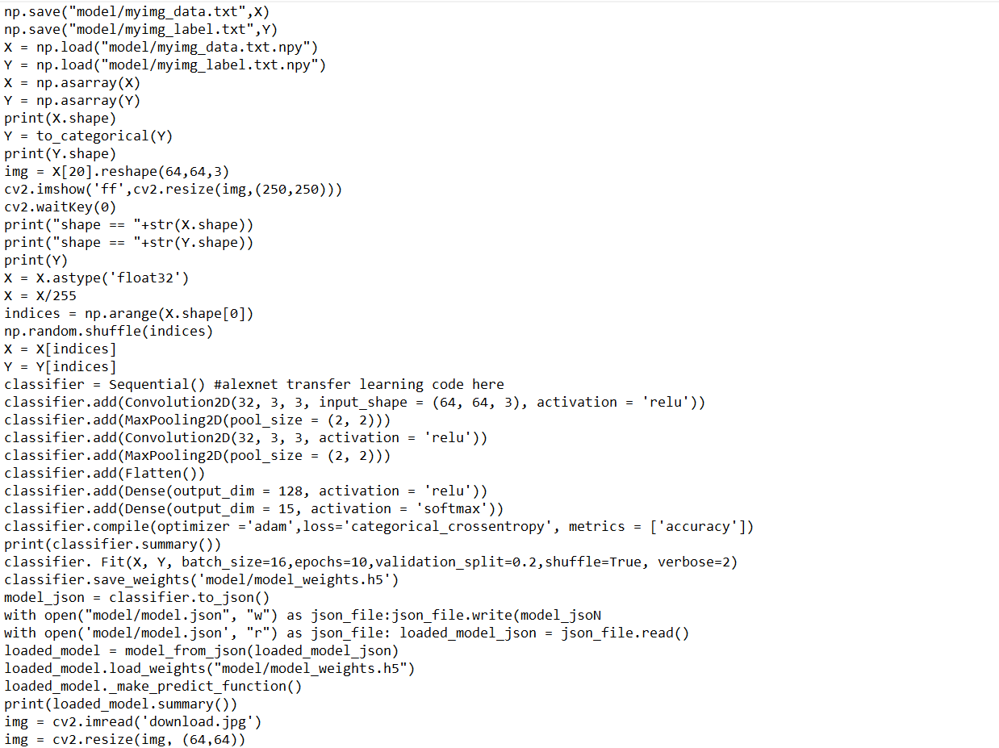 np.save("model/myimg_data.txt",X)
np.save("model/myimg_label.txt",Y)
X = np.load("model/myimg_data.txt.npy")
Y = np.load("model/myimg_label.txt.npy")
X = np.asarray(X)
Y = np.asarray(Y)
print(X.shape)
Y = to_categorical(Y)
print(Y.shape)
img = X[20].reshape(64,64,3)
cv2.imshow('ff',cv2.resize(img,(250,250)))
cv2.waitKey(0)
print("shape == "+str(X.shape))
print("shape == "+str(Y.shape))
print(Y)
X = X.astype('float32')
X = X/255
indices = np.arange(X.shape[0])
np.random.shuffle(indices)
X = X[indices]
Y = Y[indices]
classifier = Sequential() #alexnet transfer learning code here
classifier.add(Convolution2D(32, 3, 3, input_shape = (64, 64, 3), activation = 'relu'))
classifier.add(MaxPooling2D(pool_size = (2, 2)))
classifier.add(Convolution2D(32, 3, 3, activation = 'relu'))
classifier.add(MaxPooling2D(pool_size = (2, 2)))
classifier.add(Flatten())
classifier.add(Dense(output_dim = 128, activation = 'relu'))
classifier.add(Dense(output_dim = 15, activation = 'softmax'))
classifier.compile(optimizer ='adam',loss='categorical_crossentropy', metrics = ['accuracy'])
print(classifier.summary())
classifier. Fit(X, Y, batch_size=16,epochs=10,validation_split=0.2,shuffle=True, verbose=2)
classifier.save_weights('model/model_weights.h5')
model_json = classifier.to_json()
with open("model/model.json", "w") as json_file:json_file.write(model_jsoN
with open('model/model.json', "r") as json_file: loaded_model_json = json_file.read()
loaded_model = model_from_json(loaded_model_json)
loaded_model.load_weights("model/model_weights.h5")
loaded_model._make_predict_function()
print(loaded_model.summary())
img = cv2.imread('download.jpg')
img = cv2.resize(img, (64,64))